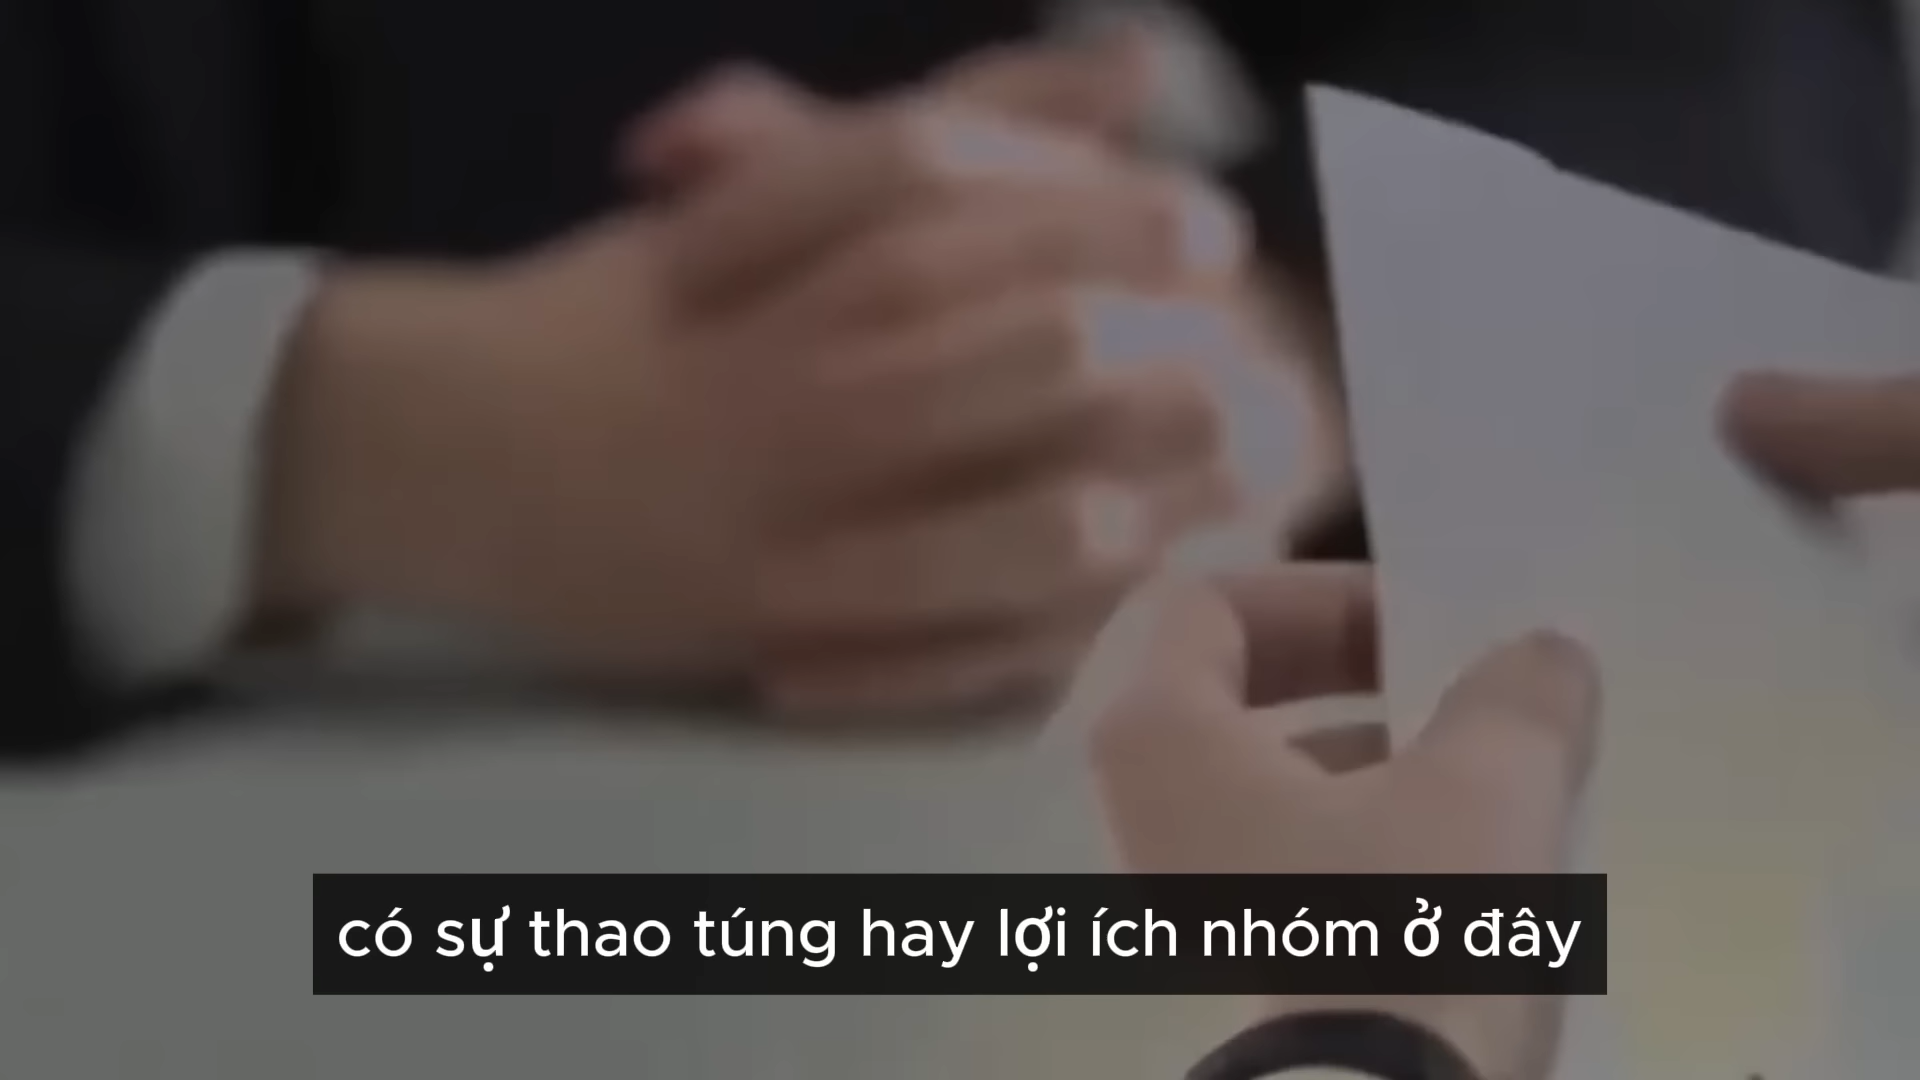 có sự thao túng hay lợi ích nhóm ở đây